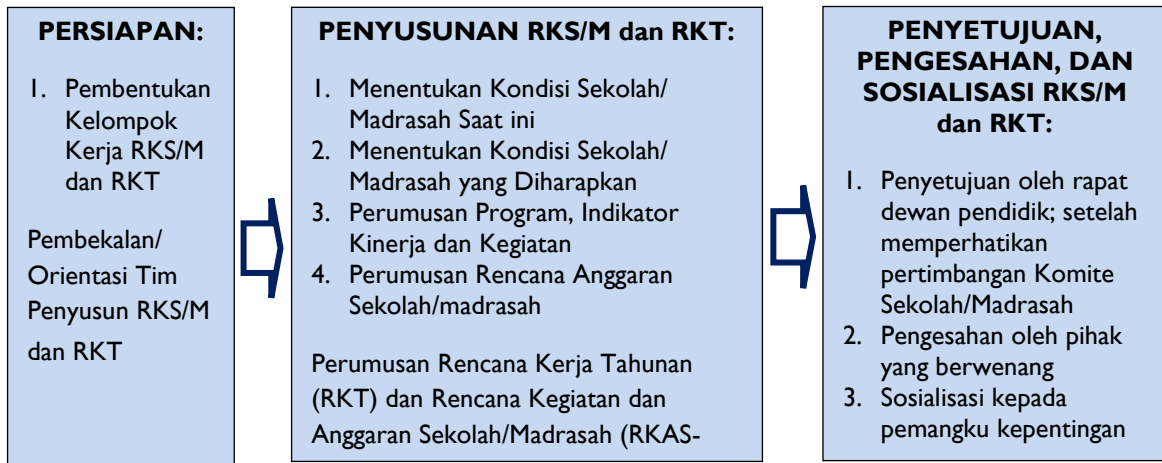 PERSIAPAN:
1. Pembentukan
Kelompok
Kerja RKS/M
dan RKT
Pembekalan/
Orientasi Tim
Penyusun RKS/M
dan RKT
PENYUSUNAN RKS/M dan RKT:
1. Menentukan Kondisi Sekolah/
Madrasah Saat ini
2. Menentukan Kondisi Sekolah/
Madrasah yang Diharapkan
3. Perumusan Program, Indikator
Kinerja dan Kegiatan
4. Perumusan Rencana Anggaran
Sekolah/madrasah
Perumusan Rencana Kerja Tahunan
(RKT) dan Rencana Kegiatan dan
Anggaran Sekolah/Madrasah (RKAS-
PENYETUJUAN,
PENGESAHAN, DAN
SOSIALISASI RKS/M
dan RKT:
1. Penyetujuan oleh rapat
dewan pendidik; setelah
memperhatikan
pertimbangan Komite
Sekolah/Madrasah
2. Pengesahan oleh pihak
yang berwenang
3. Sosialisasi kepada
pemangku kepentingan